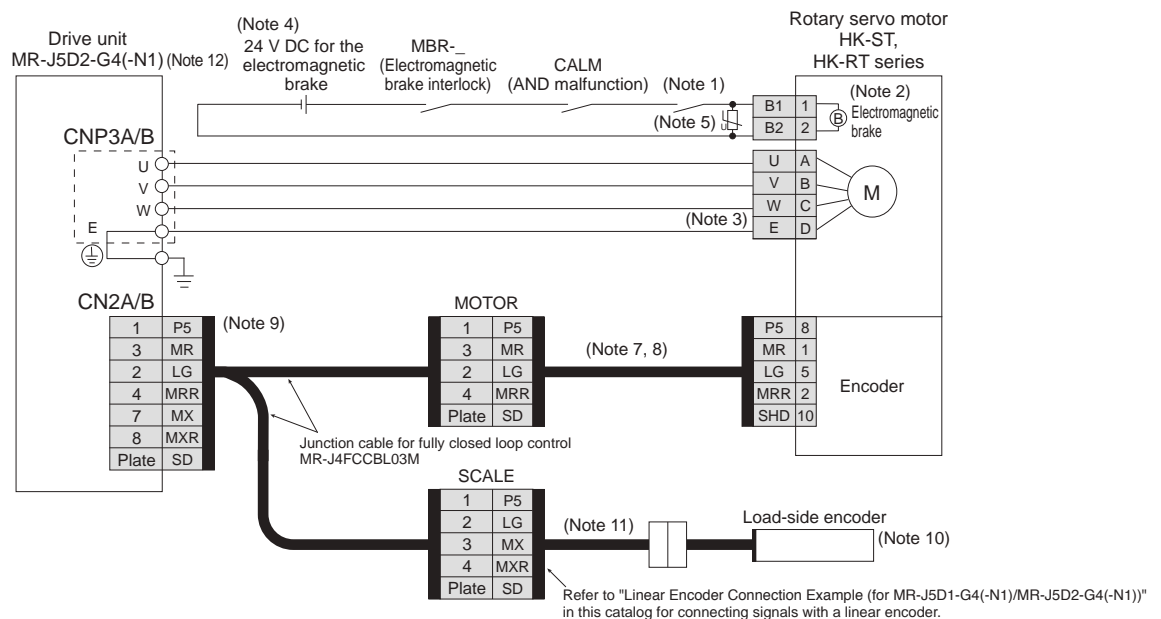 Drive unit
MR-J5D2-G4(-N1) (Note 12)
(Note 4)
24 V DC for the
electromagnetic
brake
MBR-_
(Electromagnetic
brake interlock)
CALM
(AND malfunction)
(Note 1)
Rotary servo motor
HK-ST,
HK-RT series
(Note 5)
U
B1 1
B2 2
B
(Note 2)
Electromagnetic
brake
CNP3A/B
U
V
W
E
(Note 3)
U A
V B
W C
E D
M
CN2A/B
1 P5
3 MR
2 LG
4 MRR
7 MX
8 MXR
Plate SD
(Note 9)
MOTOR
1 P5
3 MR
2 LG
4 MRR
Plate SD
(Note 7, 8)
P5 8
MR 1
LG 5
MRR 2
SHD 10
Encoder
Junction cable for fully closed loop control
MR-J4FCCBL03M
SCALE
1 P5
2 LG
3 MX
4 MXR
Plate SD
(Note 11)
Load-side encoder
(Note 10)
Refer to "Linear Encoder Connection Example (for MR-J5D1-G4(-N1)/MR-J5D2-G4(-N1))"
in this catalog for connecting signals with a linear encoder.